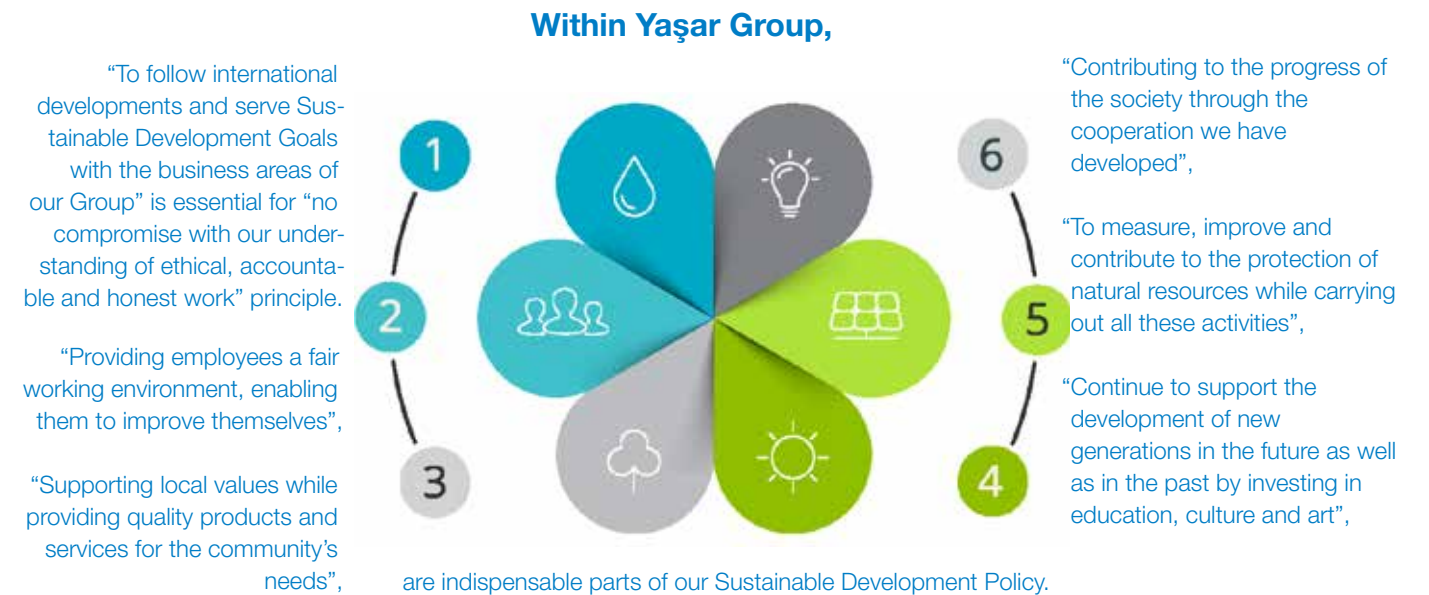 Within Yaşar Group,
“To follow international
developments and serve Sus-
tainable Development Goals
with the business areas of
our Group” is essential for “no
compromise with our under-
standing of ethical, accounta-
ble and honest work” principle.
“Providing employees a fair
working environment, enabling
them to improve themselves”,
“Supporting local values while
providing quality products and
services for the community’s
needs”,
1
2
3
6
5
4
“Contributing to the progress of
the society through the
cooperation we have
developed”,
“To measure, improve and
contribute to the protection of
natural resources while carrying
out all these activities”,
“Continue to support the
development of new
generations in the future as well
as in the past by investing in
education, culture and art”,
are indispensable parts of our Sustainable Development Policy.